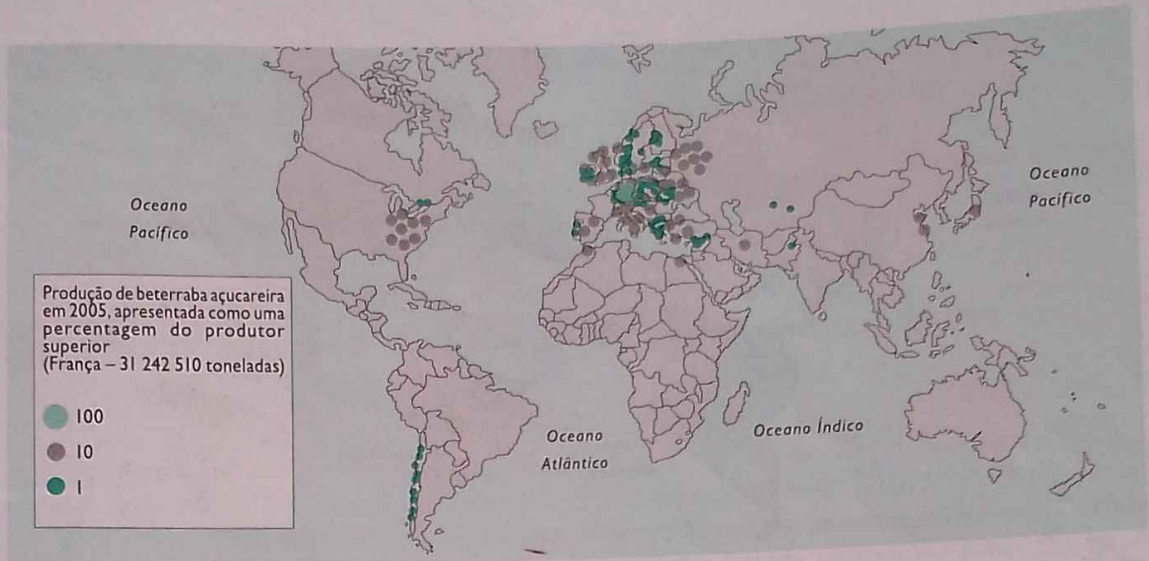 Oceano
Pacífico
Oceano
Pacífico
Produção de beterraba açucareira
em 2005, apresentada como uma
percentagem do produtor
superior
(França – 31 242 510 toneladas)
100
10
1
Oceano
Atlântico
Oceano Índico